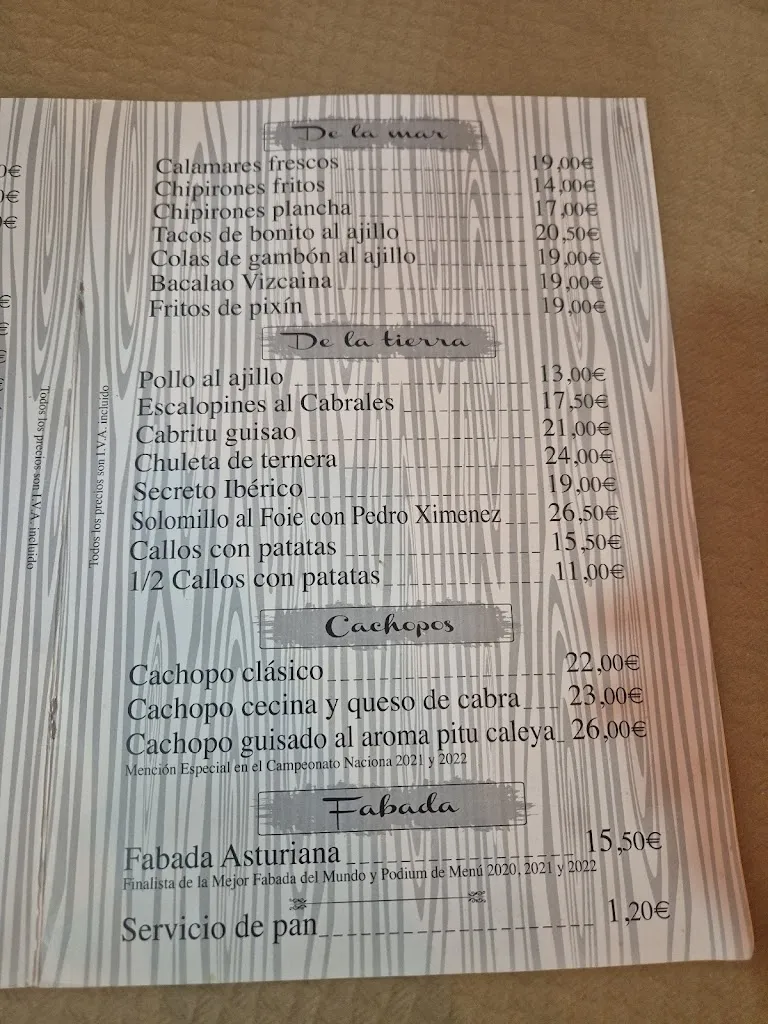 De la mar
Calamares frescos 19,00€
Chipirones fritos 14,00€
Chipirones plancha 17,00€
Tacos de bonito al ajillo 20,50€
Colas de gambón al ajillo 19,00€
Bacalao Vizcaina 19,00€
Fritos de pixín 19,00€
De la tierra
Pollo al ajillo 13,00€
Escalopines al Cabrales 17,50€
Cabritu guisao 21,00€
Chuleta de ternera 24,00€
Secreto Ibérico 19,00€
Solomillo al Foie con Pedro Ximenez 26,50€
Callos con patatas 15,50€
1/2 Callos con patatas 11,00€
Cachopos
Cachopo clásico 22,00€
Cachopo cecina y queso de cabra 23,00€
Cachopo guisado al aroma pitu caleya 26,00€
Mención Especial en el Campeonato Naciona 2021 y 2022
Fabada
Fabada Asturiana 15,50€
Finalista de la Mejor Fabada del Mundo y Podium de Menú 2020, 2021 y 2022
Servicio de pan 1,20€
Todos los precios son I.V.A. incluido
Todos los precios son I.V.A. incluido